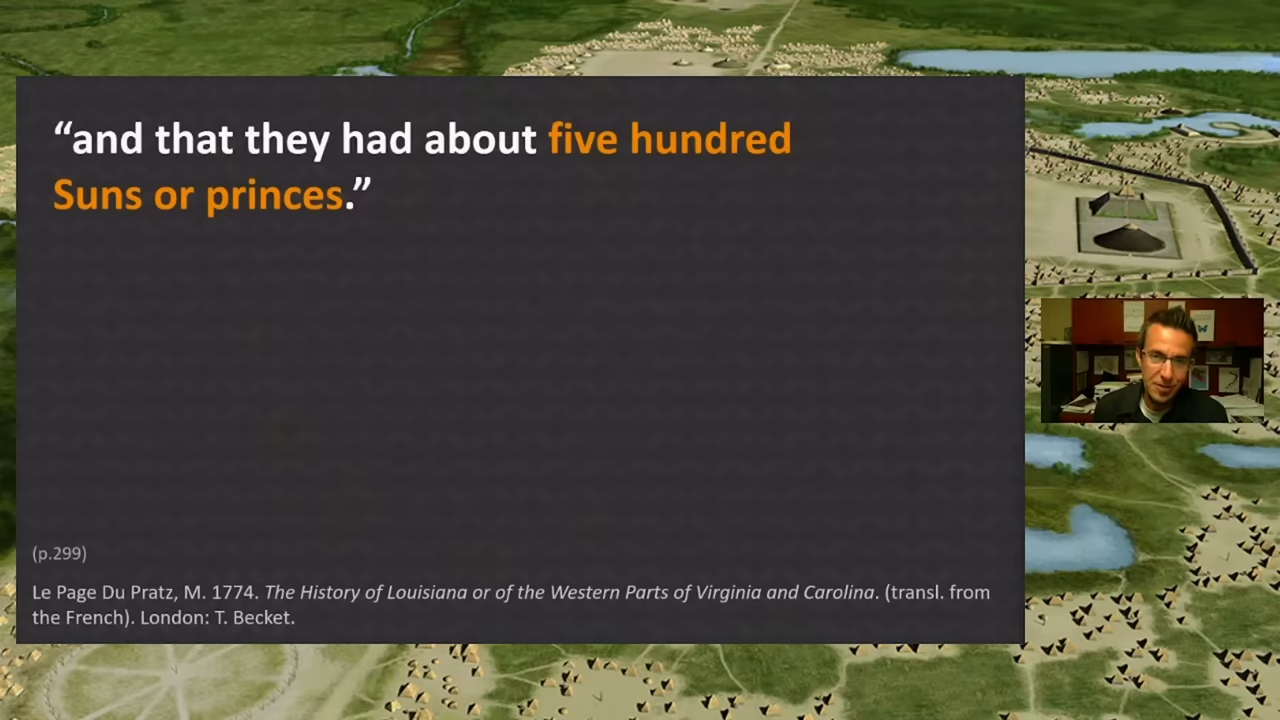 “and that they had about five hundred
Suns or princes.”
(p.299)
Le Page Du Pratz, M. 1774. The History of Louisiana or of the Western Parts of Virginia and Carolina. (transl. from
the French). London: T. Becket.